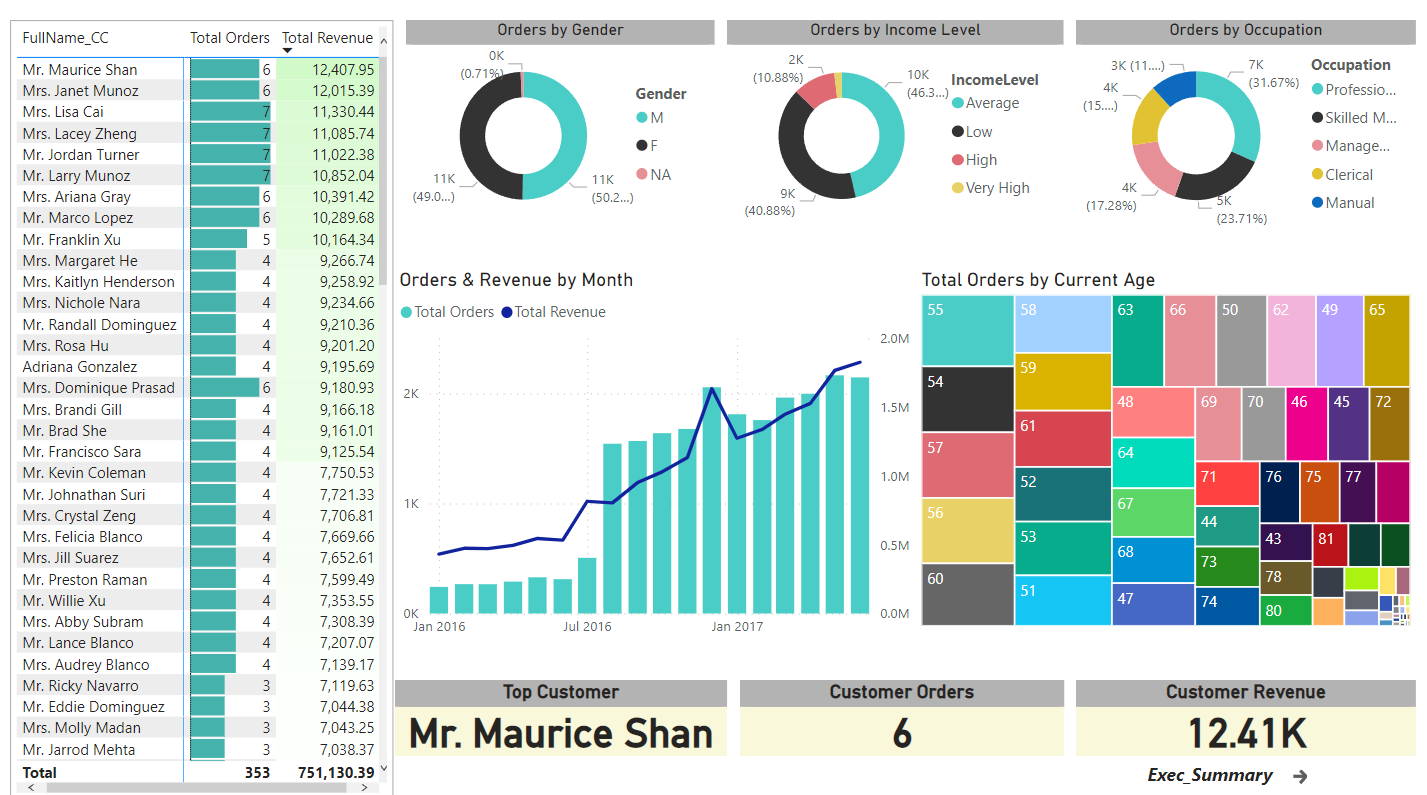 FullName_CC Total Orders Total Revenue
Mr. Maurice Shan 6 12,407.95
Mrs. Janet Munoz 6 12,015.39
Mrs. Lisa Cai 7 11,330.44
Mrs. Lacey Zheng 7 11,085.74
Mr. Jordan Turner 7 11,022.38
Mr. Larry Munoz 7 10,852.04
Mrs. Ariana Gray 6 10,391.42
Mr. Marco Lopez 6 10,289.68
Mr. Franklin Xu 5 10,164.34
Mrs. Margaret He 4 9,266.74
Mrs. Kaitlyn Henderson 4 9,258.92
Mrs. Nichole Nara 4 9,234.66
Mr. Randall Dominguez 4 9,210.36
Mrs. Rosa Hu 4 9,201.20
Adriana Gonzalez 4 9,195.69
Mrs. Dominique Prasad 6 9,180.93
Mrs. Brandi Gill 4 9,166.18
Mr. Brad She 4 9,161.01
Mr. Francisco Sara 4 9,125.54
Mr. Kevin Coleman 4 7,750.53
Mr. Johnathan Suri 4 7,721.33
Mrs. Crystal Zeng 4 7,706.81
Mrs. Felicia Blanco 4 7,669.66
Mrs. Jill Suarez 4 7,652.61
Mr. Preston Raman 4 7,599.49
Mr. Willie Xu 4 7,353.55
Mrs. Abby Subram 4 7,308.39
Mr. Lance Blanco 4 7,207.07
Mrs. Audrey Blanco 4 7,139.17
Mr. Ricky Navarro 3 7,119.63
Mr. Eddie Dominguez 3 7,044.38
Mrs. Molly Madan 3 7,043.25
Mr. Jarrod Mehta 3 7,038.37
Total 353 751,130.39
Orders by Gender
0K
(0.71%)
11K
(49.0...)
11K
(50.2...)
Gender
M
F
NA
Orders by Income Level
2K
(10.88%)
10K
(46.3...)
9K
(40.88%)
IncomeLevel
Average
Low
High
Very High
Orders by Occupation
3K (11....)
7K
(31.67%)
4K
(15....)
4K
(17.28%)
5K
(23.71%)
Occupation
Professio...
Skilled M...
Manage...
Clerical
Manual
Orders & Revenue by Month
Total Orders Total Revenue
2K
1K
0K
2.0M
1.5M
1.0M
0.5M
0.0M
Jan 2016 Jul 2016 Jan 2017
Total Orders by Current Age
55
54
57
56
60
58
59
61
52
53
51
63 66 50 62 49 65
48
64
67
68
47
69 70 46 45 72
71
44
73
74
76 75 77
43 81
78
80
Top Customer
Mr. Maurice Shan
Customer Orders
6
Customer Revenue
12.41K
Exec_Summary